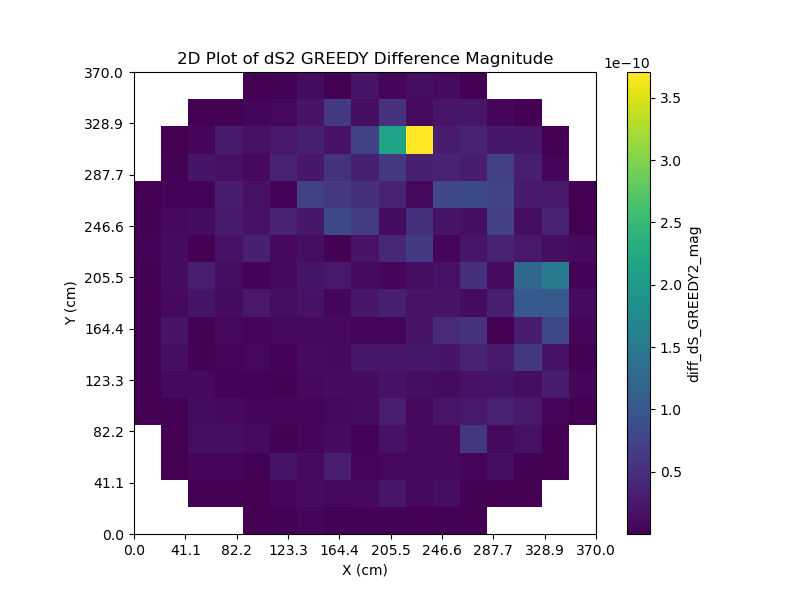 2D Plot of dS2 GREEDY Difference Magnitude
1e−10
370.0
328.9
287.7
246.6
205.5
164.4
123.3
82.2
41.1
0.0
Y (cm)
0.0 41.1 82.2 123.3 164.4 205.5 246.6 287.7 328.9 370.0
X (cm)
3.5
3.0
2.5
2.0
1.5
1.0
0.5
diff_dS_GREEDY2_mag